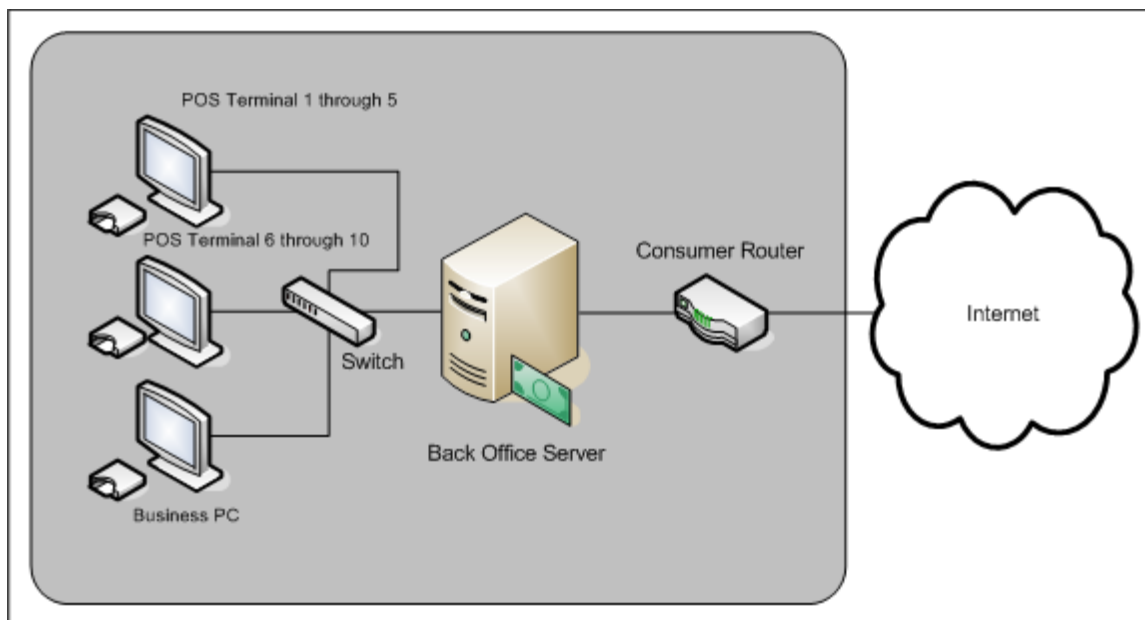 POS Terminal 1 through 5
POS Terminal 6 through 10
Switch
Business PC
Back Office Server
Consumer Router
Internet